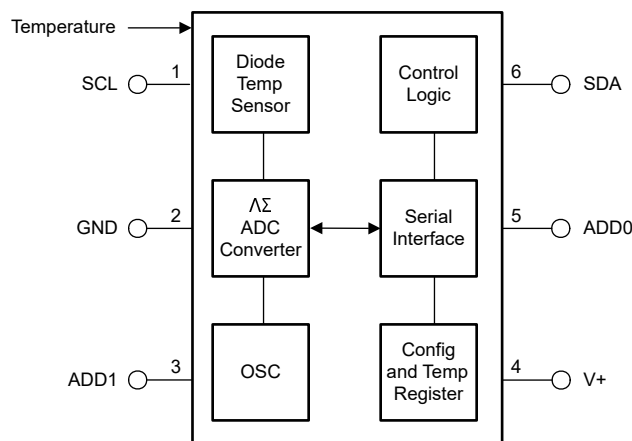 Temperature
SCL
1
Diode
Temp
Sensor
Control
Logic
6
SDA
GND
2
ΛΣ
ADC
Converter
Serial
Interface
5
ADD0
ADD1
3
OSC
Config
and Temp
Register
4
V+